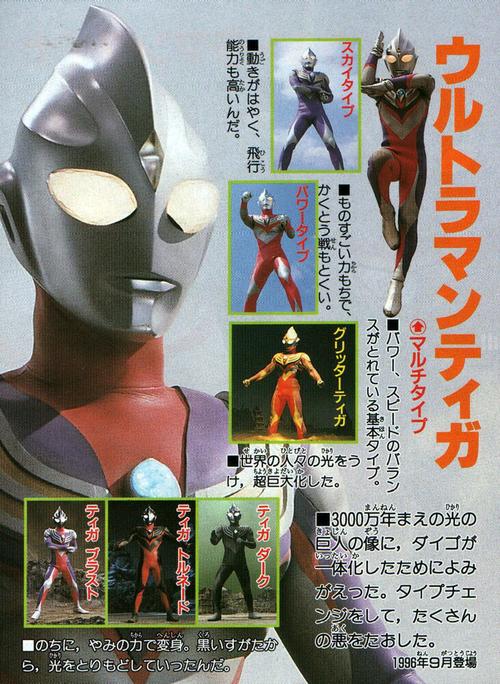 ウルトラマンティガ
マルチタイプ
■パワー、スピードのバラン
スがとれている基本タイプ。
スカイタイプ
■動きがはやく、飛行
能力も高いんだ。
パワータイプ
■ものすごい力もちで、
かくとう戦もとくい。
グリッターティガ
■世界の人々の光をう
け，超巨大化した。
■3000万年まえの光の
巨人の像に，ダイゴが
一体化したためによみ
がえった。タイプチェ
ンジをして，たくさん
の悪をたおした。
1996年9月登場
ティガ ダーク
ティガ トルネード
ティガ ブラスト
■のちに，やみの力で変身。黒いすがたか
ら，光をとりもどしていったんだ。